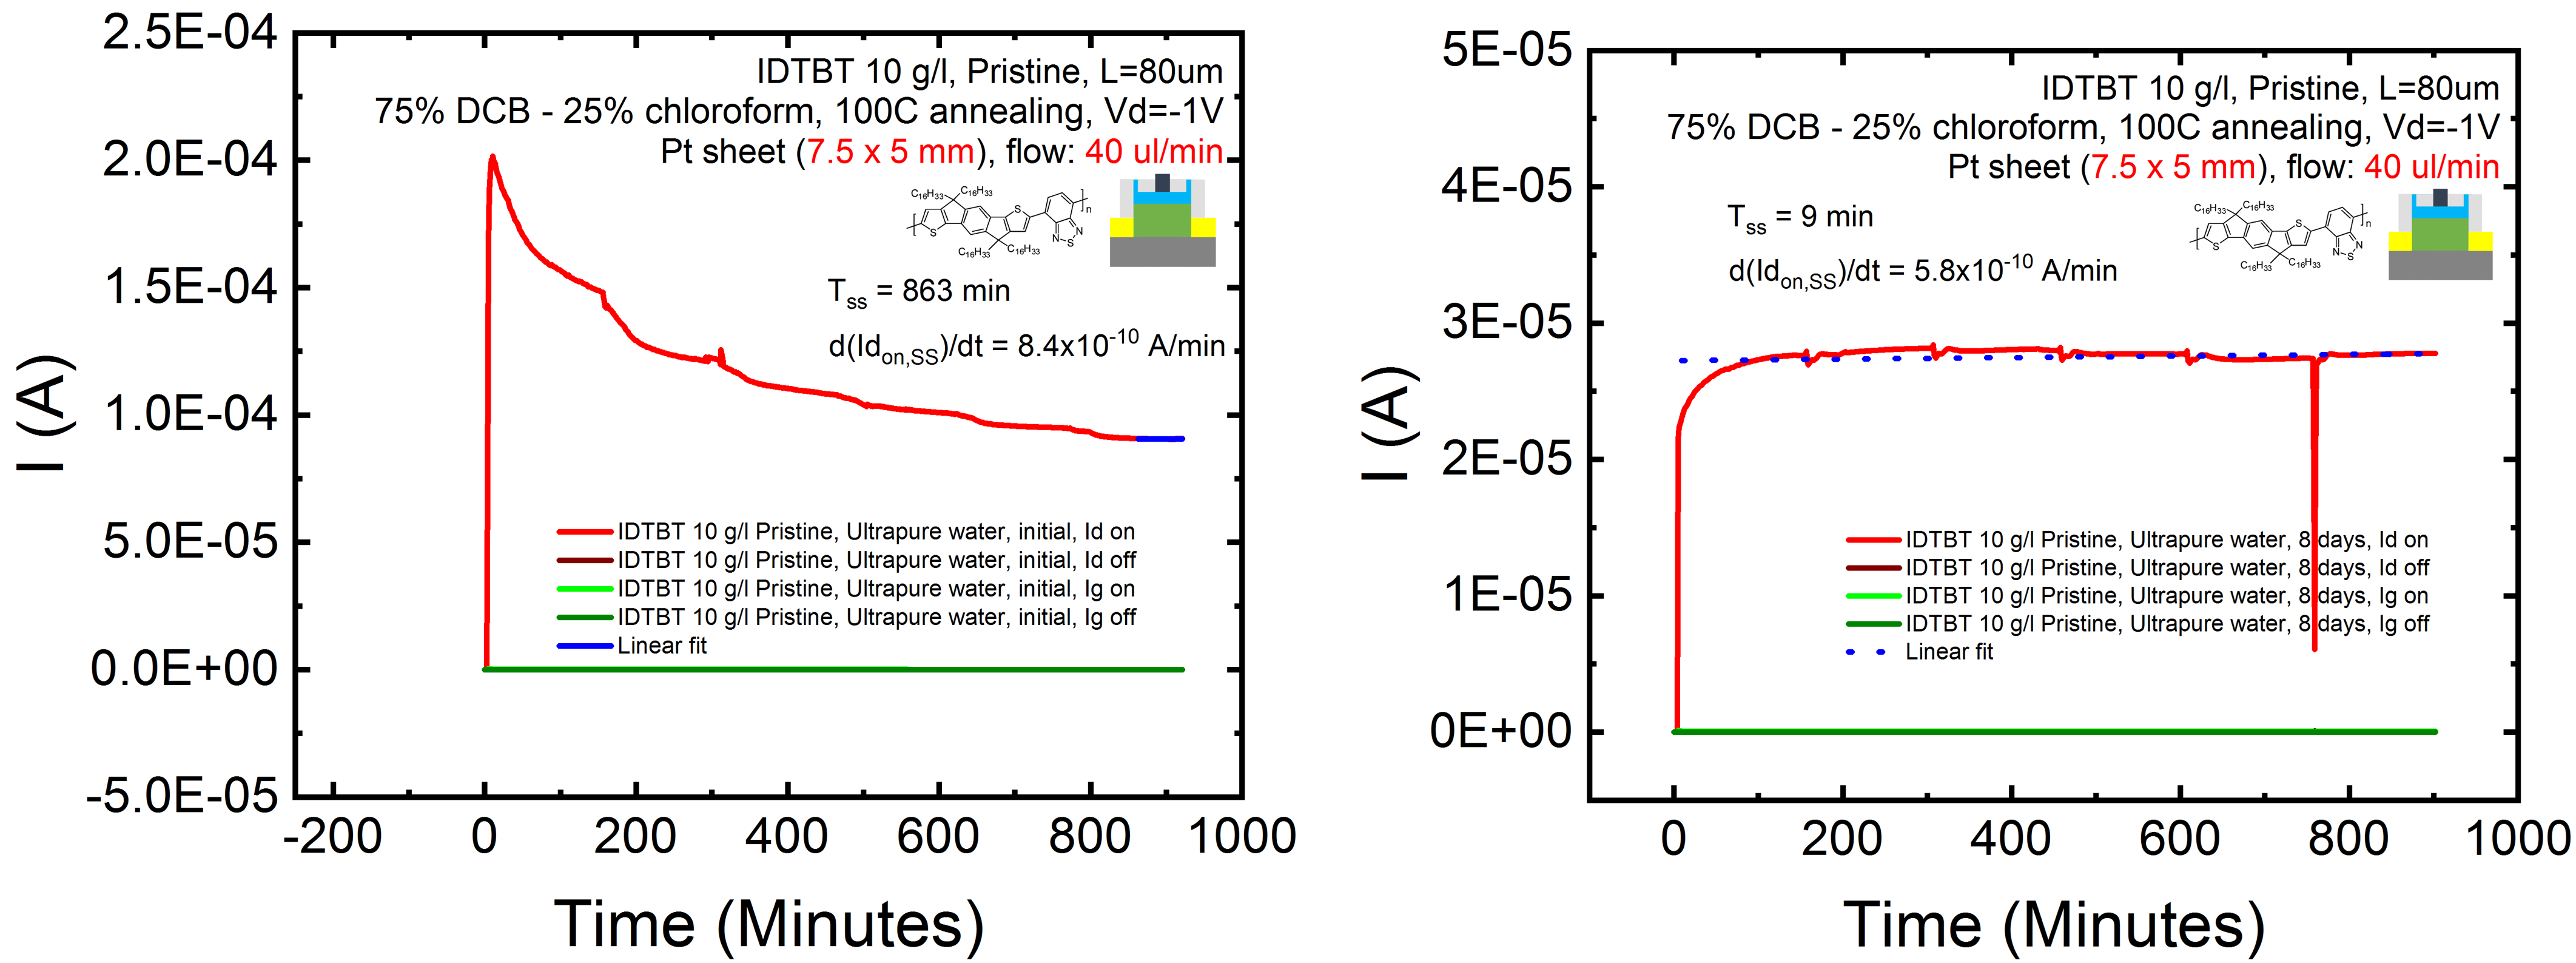 2.5E-04
2.0E-04
1.5E-04
1.0E-04
5.0E-05
0.0E+00
-5.0E-05
I (A)
IDTBT 10 g/l, Pristine, L=80um
75% DCB - 25% chloroform, 100C annealing, Vd=-1V
Pt sheet (7.5 x 5 mm), flow: 40 ul/min
C16H33 C16H33
S S n
N S N
C16H33 C16H33
Tss = 863 min
d(Idon,SS)/dt = 8.4x10-10 A/min
IDTBT 10 g/l Pristine, Ultrapure water, initial, Id on
IDTBT 10 g/l Pristine, Ultrapure water, initial, Id off
IDTBT 10 g/l Pristine, Ultrapure water, initial, Ig on
IDTBT 10 g/l Pristine, Ultrapure water, initial, Ig off
Linear fit
-200 0 200 400 600 800 1000
Time (Minutes)
5E-05
4E-05
3E-05
2E-05
1E-05
0E+00
I (A)
IDTBT 10 g/l, Pristine, L=80um
75% DCB - 25% chloroform, 100C annealing, Vd=-1V
Pt sheet (7.5 x 5 mm), flow: 40 ul/min
C16H33 C16H33
S S n
N S N
C16H33 C16H33
Tss = 9 min
d(Idon,SS)/dt = 5.8x10-10 A/min
IDTBT 10 g/l Pristine, Ultrapure water, 8 days, Id on
IDTBT 10 g/l Pristine, Ultrapure water, 8 days, Id off
IDTBT 10 g/l Pristine, Ultrapure water, 8 days, Ig on
IDTBT 10 g/l Pristine, Ultrapure water, 8 days, Ig off
Linear fit
0 200 400 600 800 1000
Time (Minutes)